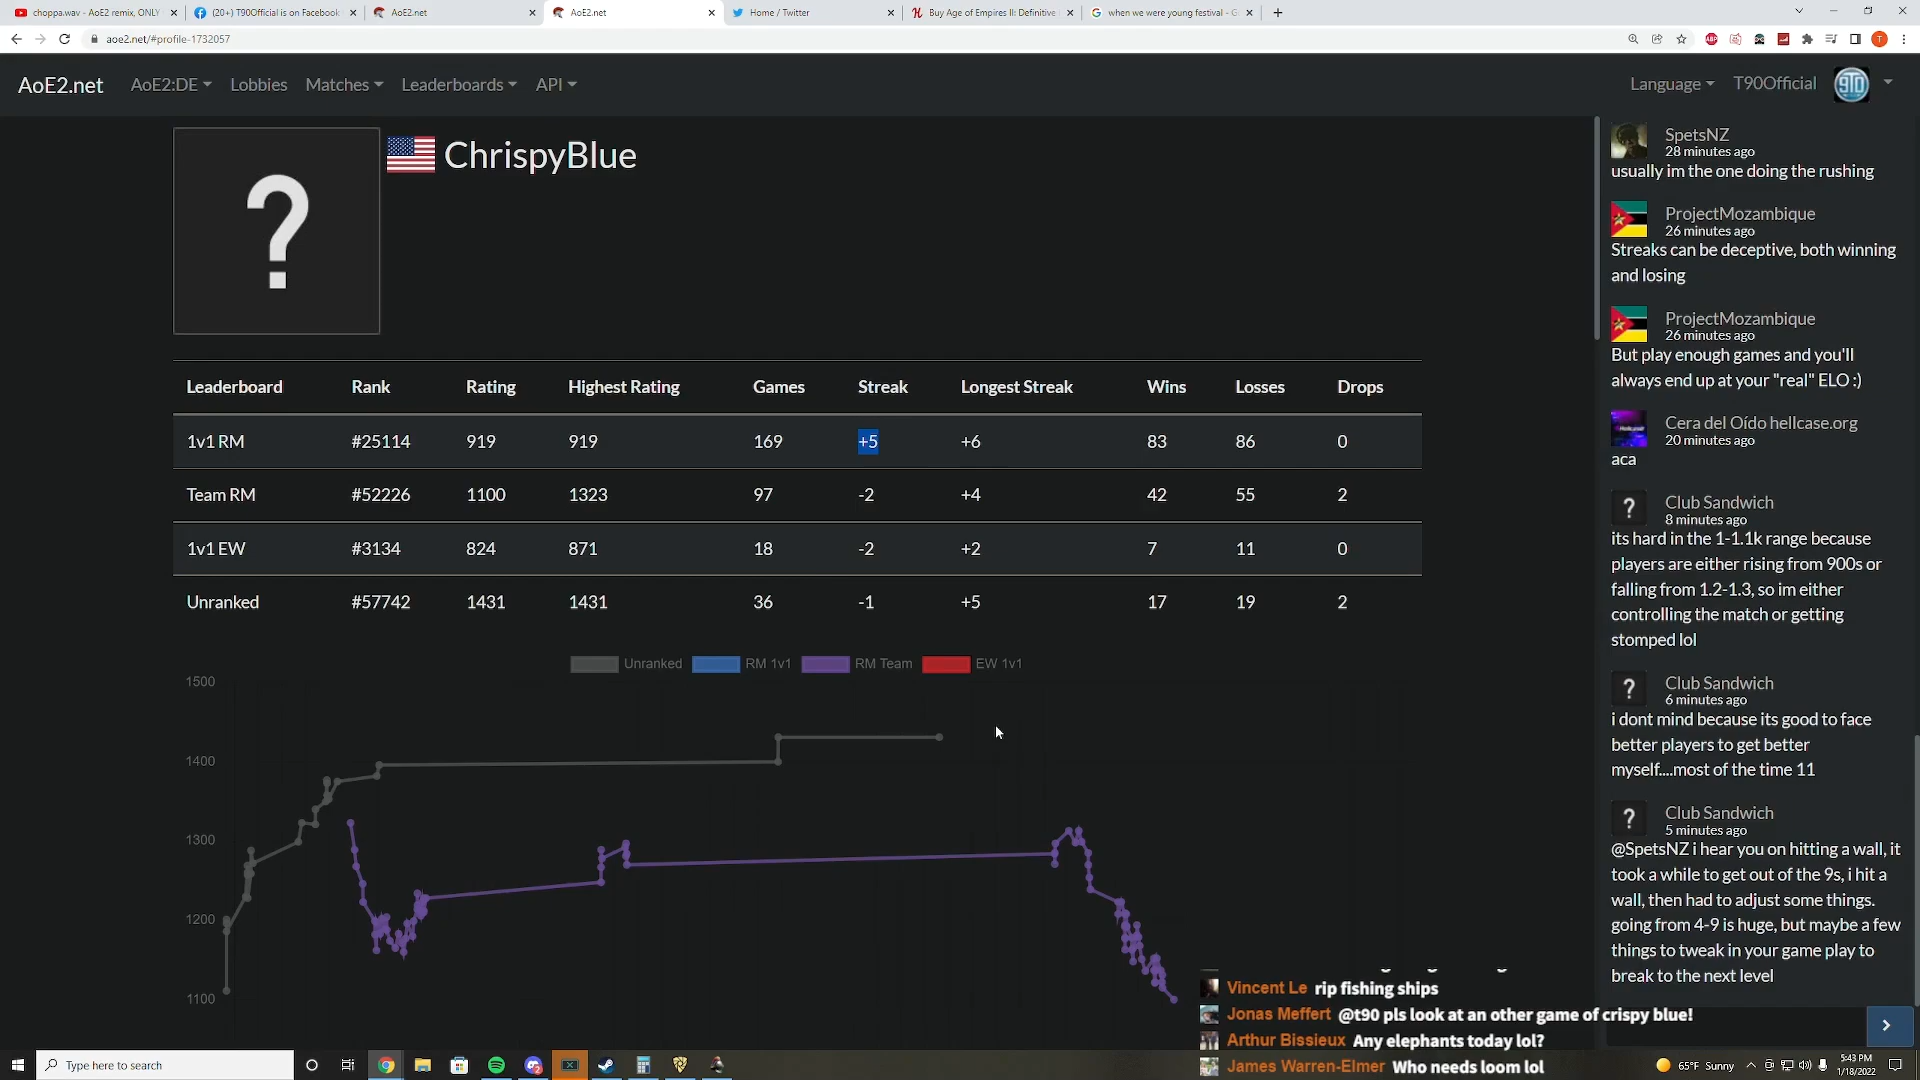 choppa.wav - AoE2 remix, ONLY
(20+) T90Official is on Facebook
AoE2.net
AoE2.net
Home / Twitter
Buy Age of Empires II: Definitive
when we were young festival - G
aoe2.net/#profile-1732057
AoE2.net AoE2:DE Lobbies Matches Leaderboards API Language T90Official
ChrispyBlue
Leaderboard Rank Rating Highest Rating Games Streak Longest Streak Wins Losses Drops
1v1 RM #25114 919 919 169 +5 +6 83 86 0
Team RM #52226 1100 1323 97 -2 +4 42 55 2
1v1 EW #3134 824 871 18 -2 +2 7 11 0
Unranked #57742 1431 1431 36 -1 +5 17 19 2
Unranked RM 1v1 RM Team EW 1v1
1500
1400
1300
1200
1100
SpetsNZ
28 minutes ago
usually im the one doing the rushing
ProjectMozambique
26 minutes ago
Streaks can be deceptive, both winning
and losing
ProjectMozambique
26 minutes ago
But play enough games and you'll
always end up at your "real" ELO :)
Cera del Oído hellcase.org
20 minutes ago
aca
Club Sandwich
8 minutes ago
its hard in the 1-1.1k range because
players are either rising from 900s or
falling from 1.2-1.3, so im either
controlling the match or getting
stomped lol
Club Sandwich
6 minutes ago
i dont mind because its good to face
better players to get better
myself....most of the time 11
Club Sandwich
5 minutes ago
@SpetsNZ i hear you on hitting a wall, it
took a while to get out of the 9s, i hit a
wall, then had to adjust some things.
going from 4-9 is huge, but maybe a few
things to tweak in your game play to
break to the next level
Vincent Le rip fishing ships
Jonas Meffert @t90 pls look at an other game of crispy blue!
Arthur Bissieux Any elephants today lol?
James Warren-Elmer Who needs loom lol
Type here to search
65°F Sunny
5:43 PM
1/18/2022